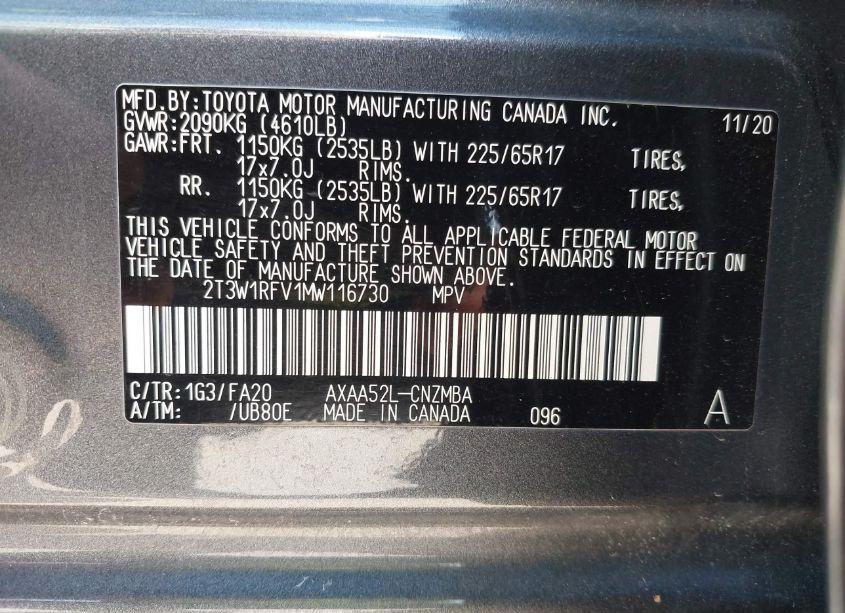 MFD.BY:TOYOTA MOTOR MANUFACTURING CANADA INC. 11/20
GVWR:2090KG (4610LB)
GAWR:FRT. 1150KG (2535LB) WITH 225/65R17 TIRES,
17x7.0J RIMS.
RR. 1150KG (2535LB) WITH 225/65R17 TIRES,
17x7.0J RIMS.
THIS VEHICLE CONFORMS TO ALL APPLICABLE FEDERAL MOTOR
VEHICLE SAFETY AND THEFT PREVENTION STANDARDS IN EFFECT ON
THE DATE OF MANUFACTURE SHOWN ABOVE.
2T3W1RFV1MW116730 MPV
C/TR:1G3/FA20 AXAA52L-CNZMBA
A/TM: /UB80E MADE IN CANADA 096 A